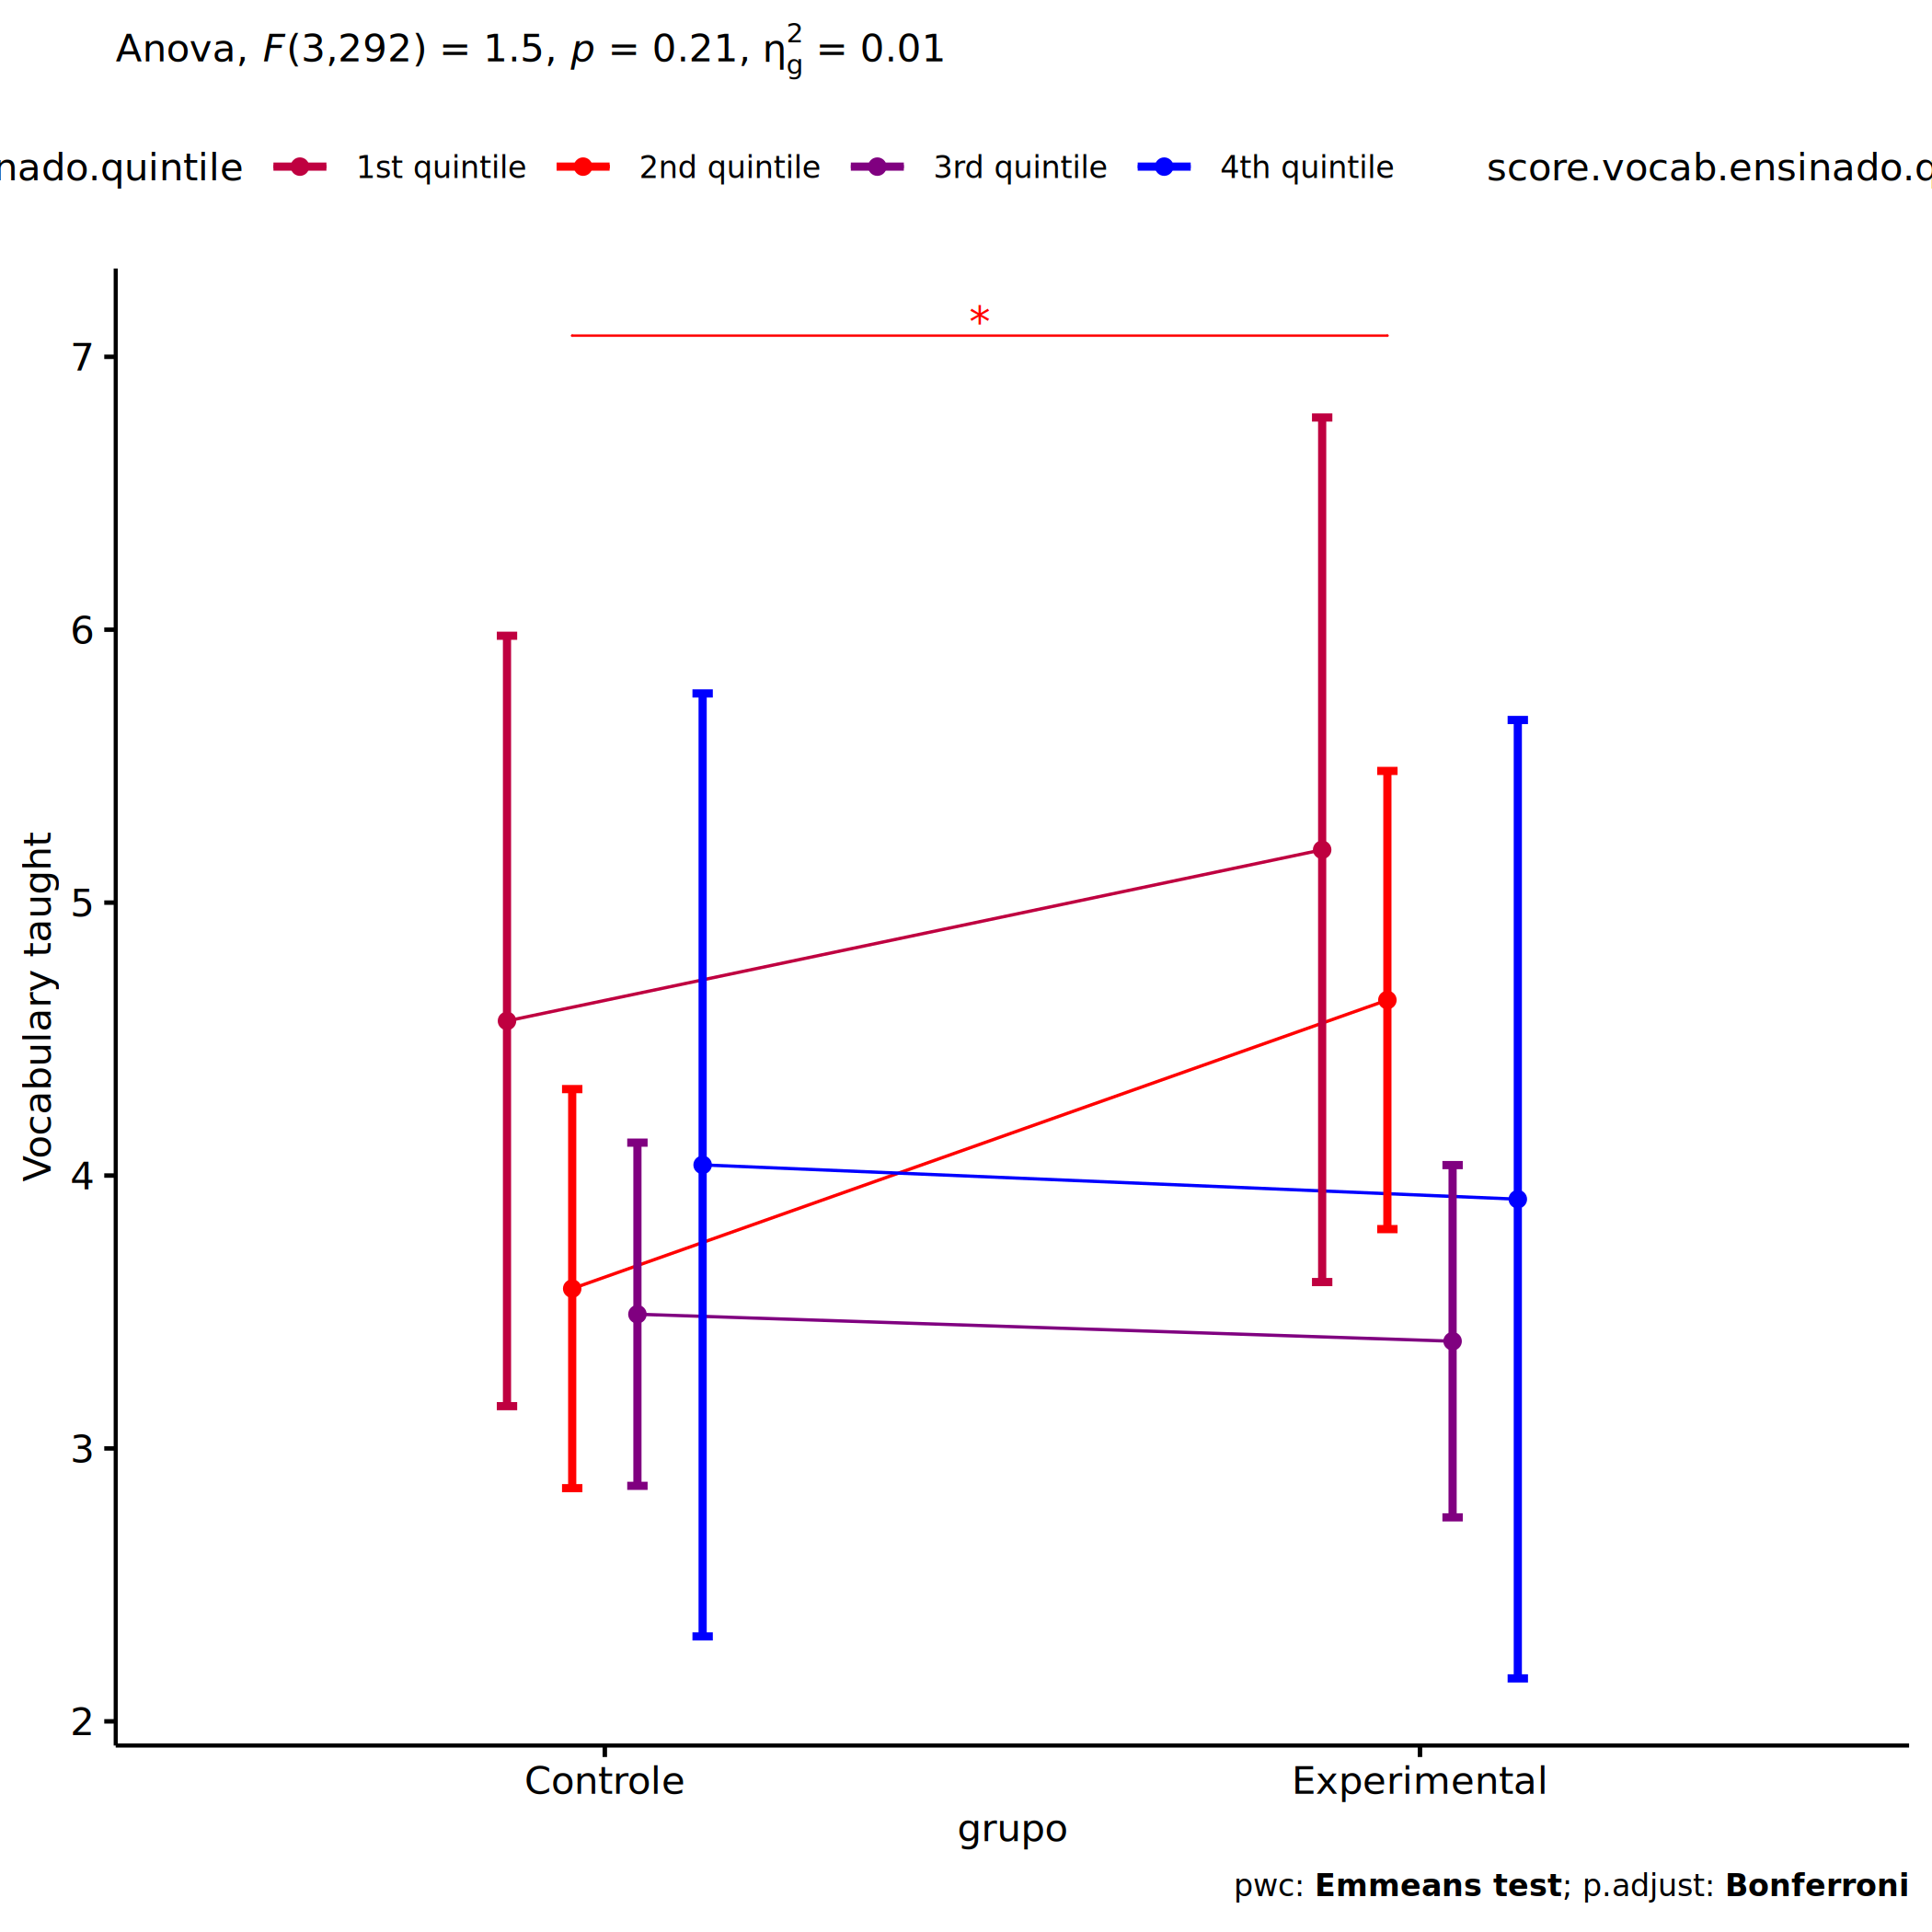 Anova, F(3,292) = 1.5, p = 0.21, η²g = 0.01
nado.quintile 1st quintile 2nd quintile 3rd quintile 4th quintile score.vocab.ensinado.q
*
7
6
5
4
3
2
Vocabulary taught
Controle Experimental
grupo
pwc: Emmeans test; p.adjust: Bonferroni